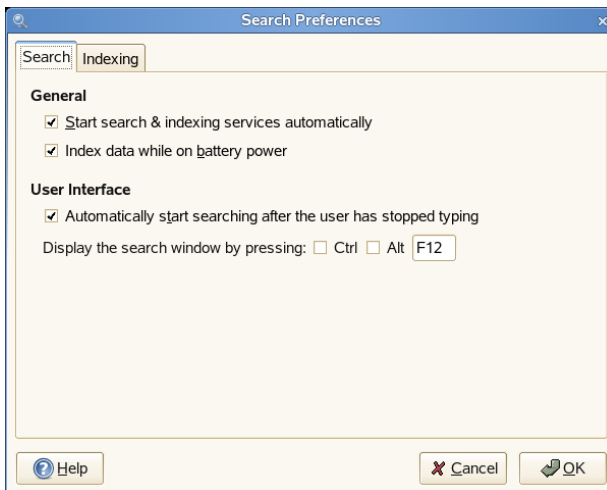 Search Preferences
Search Indexing
General
Start search & indexing services automatically
Index data while on battery power
User Interface
Automatically start searching after the user has stopped typing
Display the search window by pressing: Ctrl Alt F12
Help Cancel OK